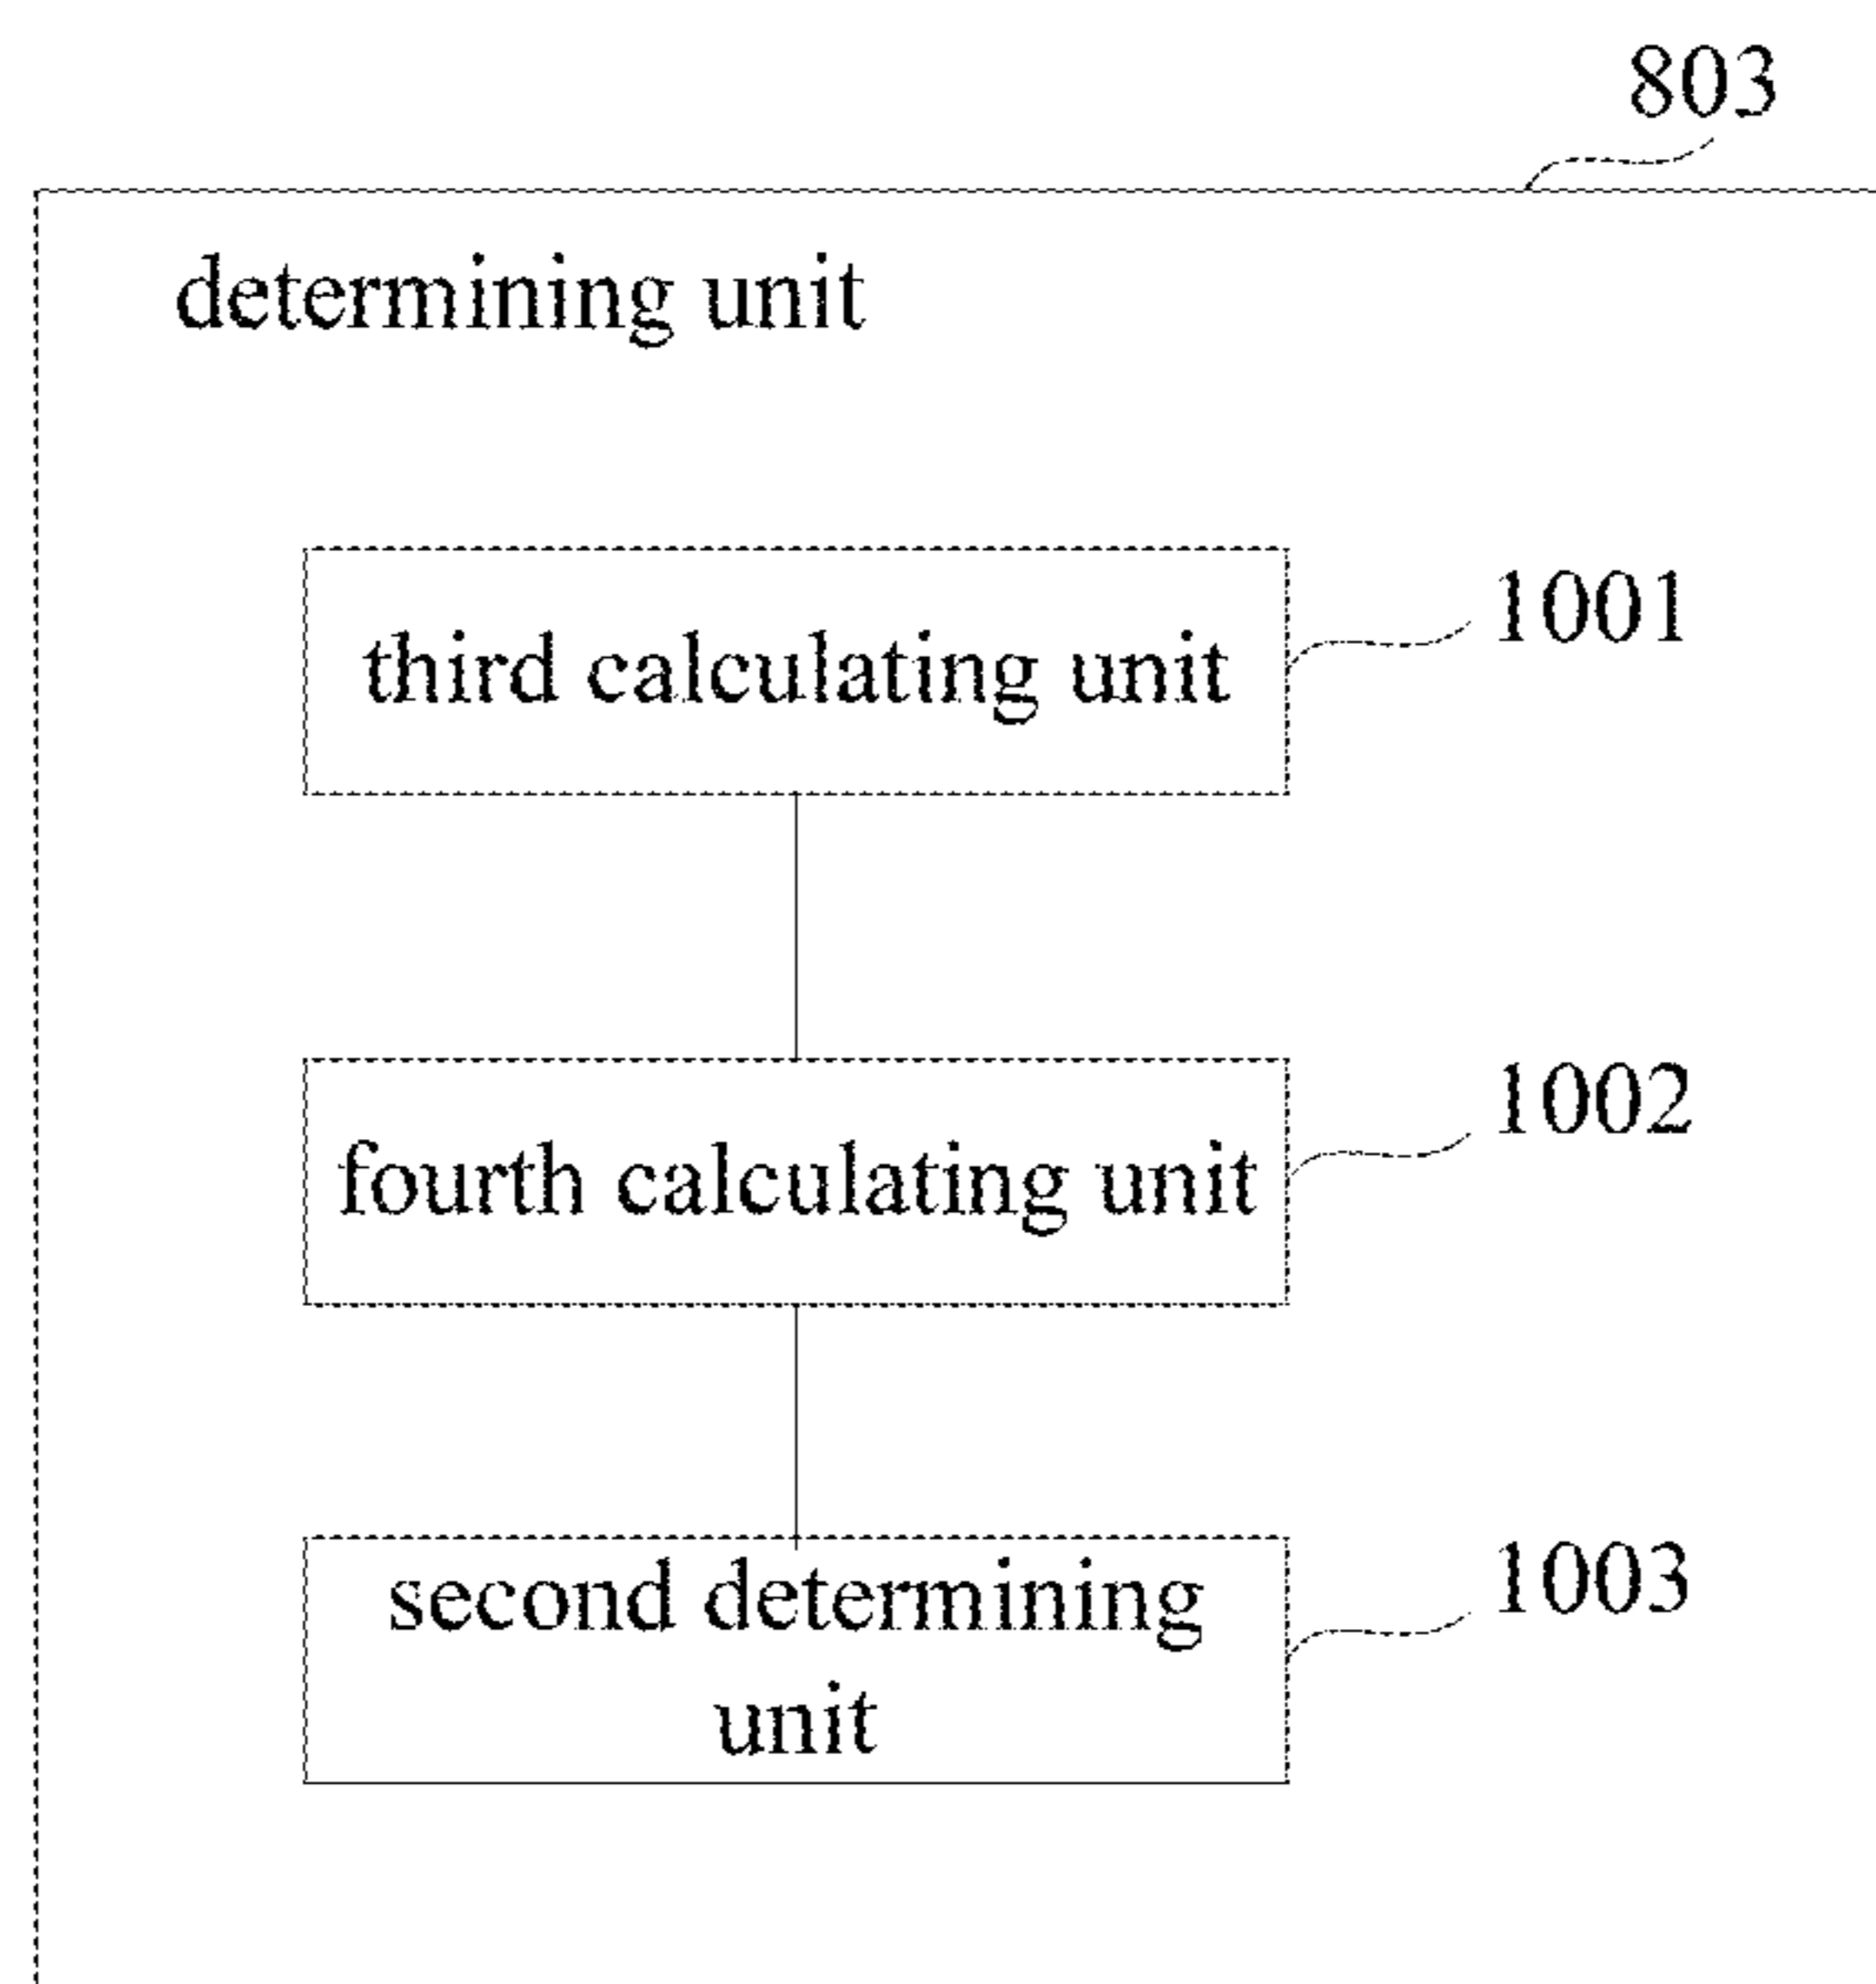 803
determining unit
third calculating unit
1001
fourth calculating unit
1002
second determining
unit
1003